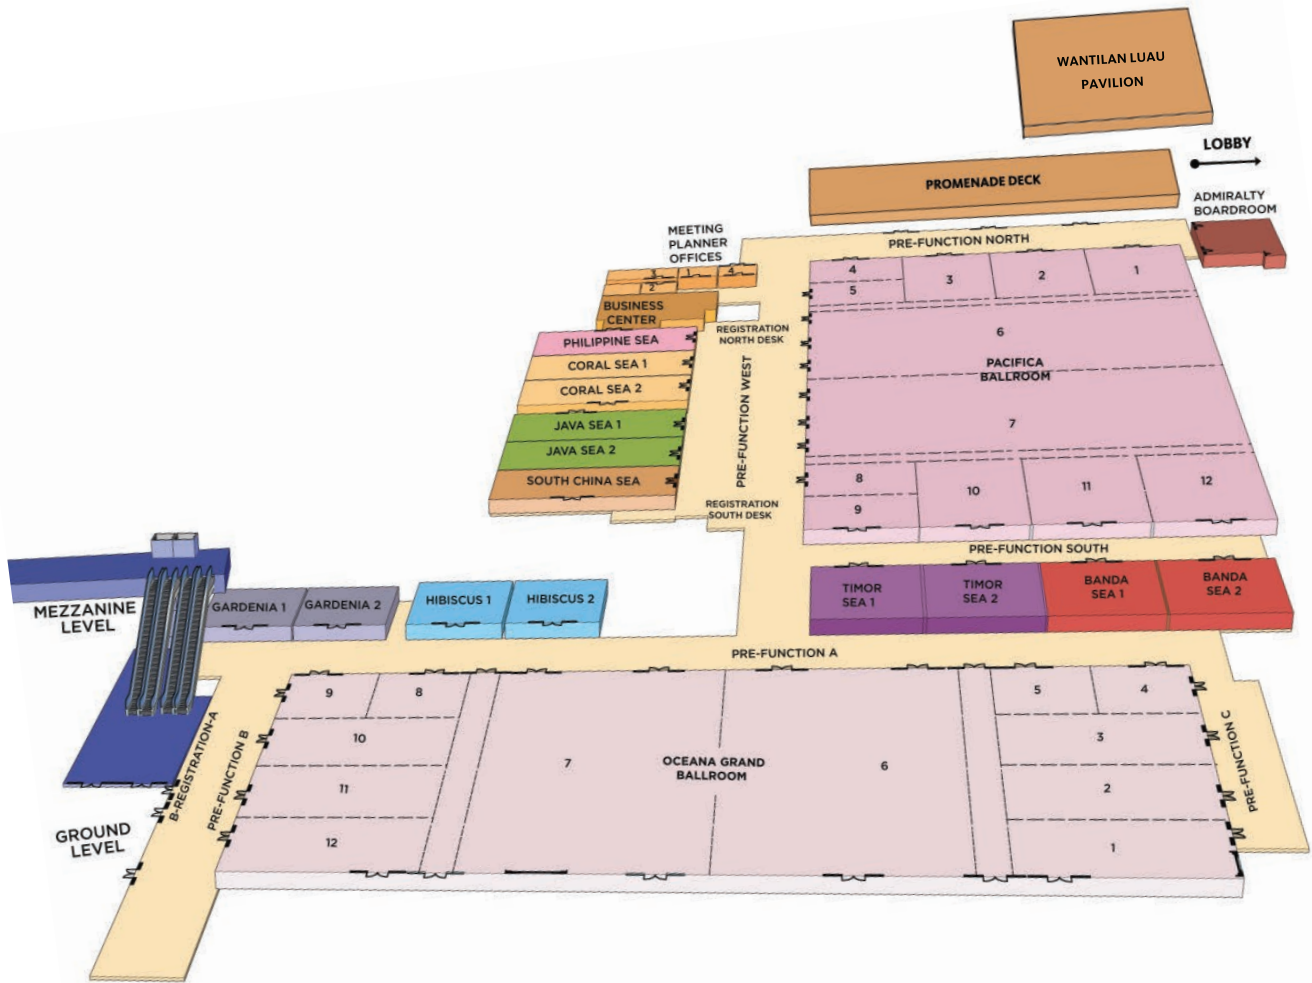 WANTILAN LUAU
PAVILION
LOBBY
PROMENADE DECK
ADMIRALTY
BOARDROOM
MEETING
PLANNER
OFFICES
PRE-FUNCTION NORTH
3
1
4
2
BUSINESS
CENTER
4
3
2
1
5
REGISTRATION
NORTH DESK
PHILIPPINE SEA
CORAL SEA 1
CORAL SEA 2
JAVA SEA 1
JAVA SEA 2
SOUTH CHINA SEA
PRE-FUNCTION WEST
REGISTRATION
SOUTH DESK
6
PACIFICA
BALLROOM
7
8
9
10
11
12
PRE-FUNCTION SOUTH
TIMOR
SEA 1
TIMOR
SEA 2
BANDA
SEA 1
BANDA
SEA 2
MEZZANINE
LEVEL
GARDENIA 1
GARDENIA 2
HIBISCUS 1
HIBISCUS 2
PRE-FUNCTION A
B-REGISTRATION-A
PRE-FUNCTION B
GROUND
LEVEL
9
8
10
11
12
7
OCEANA GRAND
BALLROOM
6
5
4
3
2
1
PRE-FUNCTION C